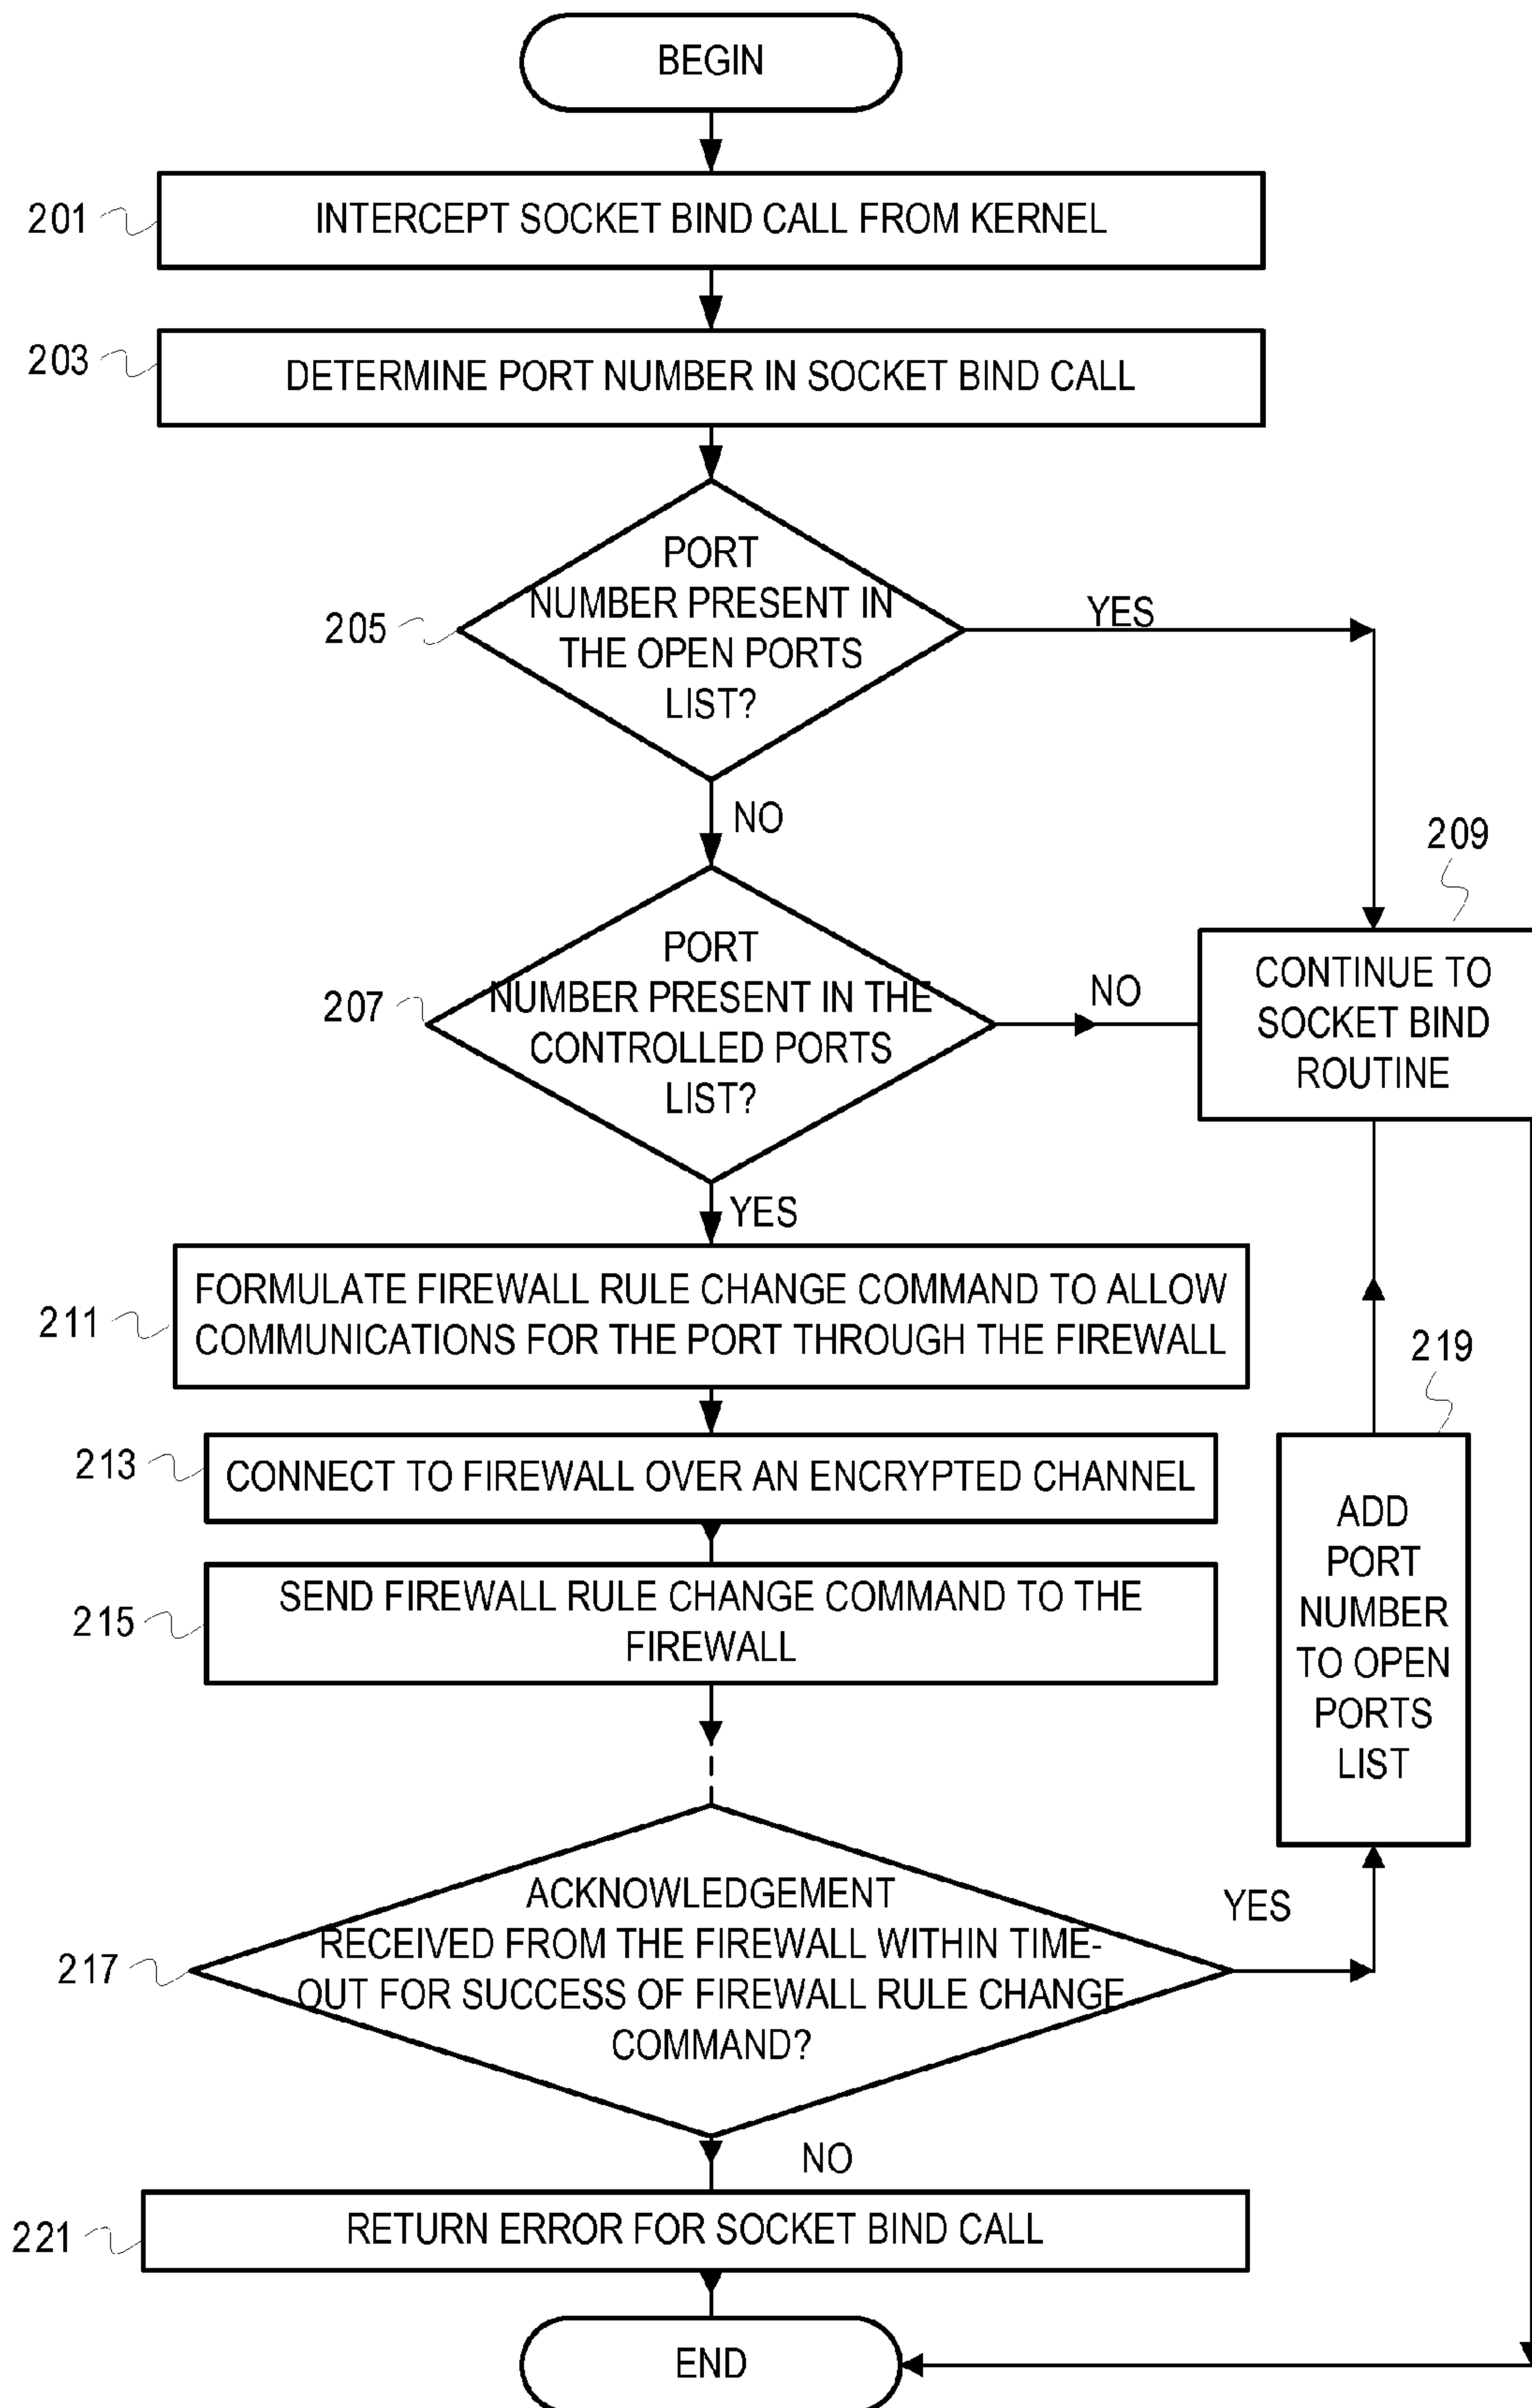 BEGIN
201
INTERCEPT SOCKET BIND CALL FROM KERNEL
203
DETERMINE PORT NUMBER IN SOCKET BIND CALL
205
PORT
NUMBER PRESENT IN
THE OPEN PORTS
LIST?
YES
NO
207
PORT
NUMBER PRESENT IN THE
CONTROLLED PORTS
LIST?
NO
209
CONTINUE TO
SOCKET BIND
ROUTINE
YES
211
FORMULATE FIREWALL RULE CHANGE COMMAND TO ALLOW
COMMUNICATIONS FOR THE PORT THROUGH THE FIREWALL
213
CONNECT TO FIREWALL OVER AN ENCRYPTED CHANNEL
215
SEND FIREWALL RULE CHANGE COMMAND TO THE
FIREWALL
219
ADD
PORT
NUMBER
TO OPEN
PORTS
LIST
217
ACKNOWLEDGEMENT
RECEIVED FROM THE FIREWALL WITHIN TIME-
OUT FOR SUCCESS OF FIREWALL RULE CHANGE
COMMAND?
YES
NO
221
RETURN ERROR FOR SOCKET BIND CALL
END